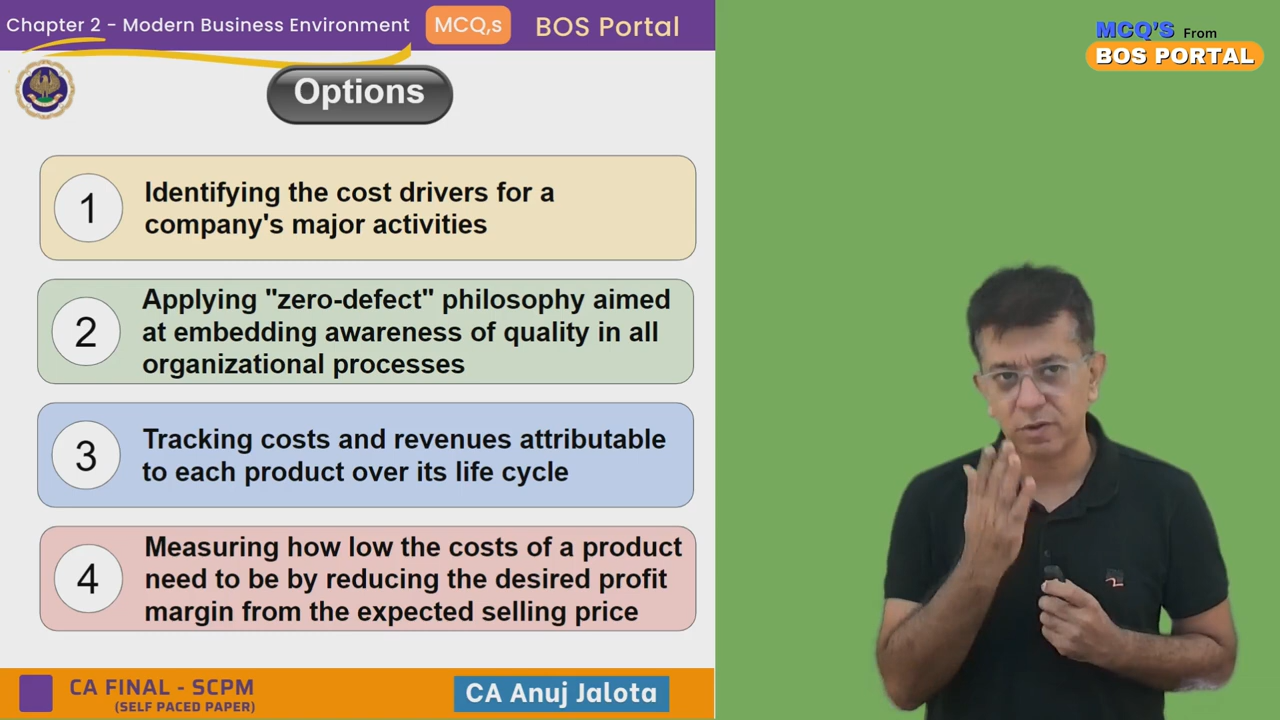 Chapter 2 - Modern Business Environment MCQ,s BOS Portal
MCQ'S From
BOS PORTAL
Options
1
Identifying the cost drivers for a
company's major activities
2
Applying "zero-defect" philosophy aimed
at embedding awareness of quality in all
organizational processes
3
Tracking costs and revenues attributable
to each product over its life cycle
4
Measuring how low the costs of a product
need to be by reducing the desired profit
margin from the expected selling price
CA FINAL - SCPM
(SELF PACED PAPER)
CA Anuj Jalota